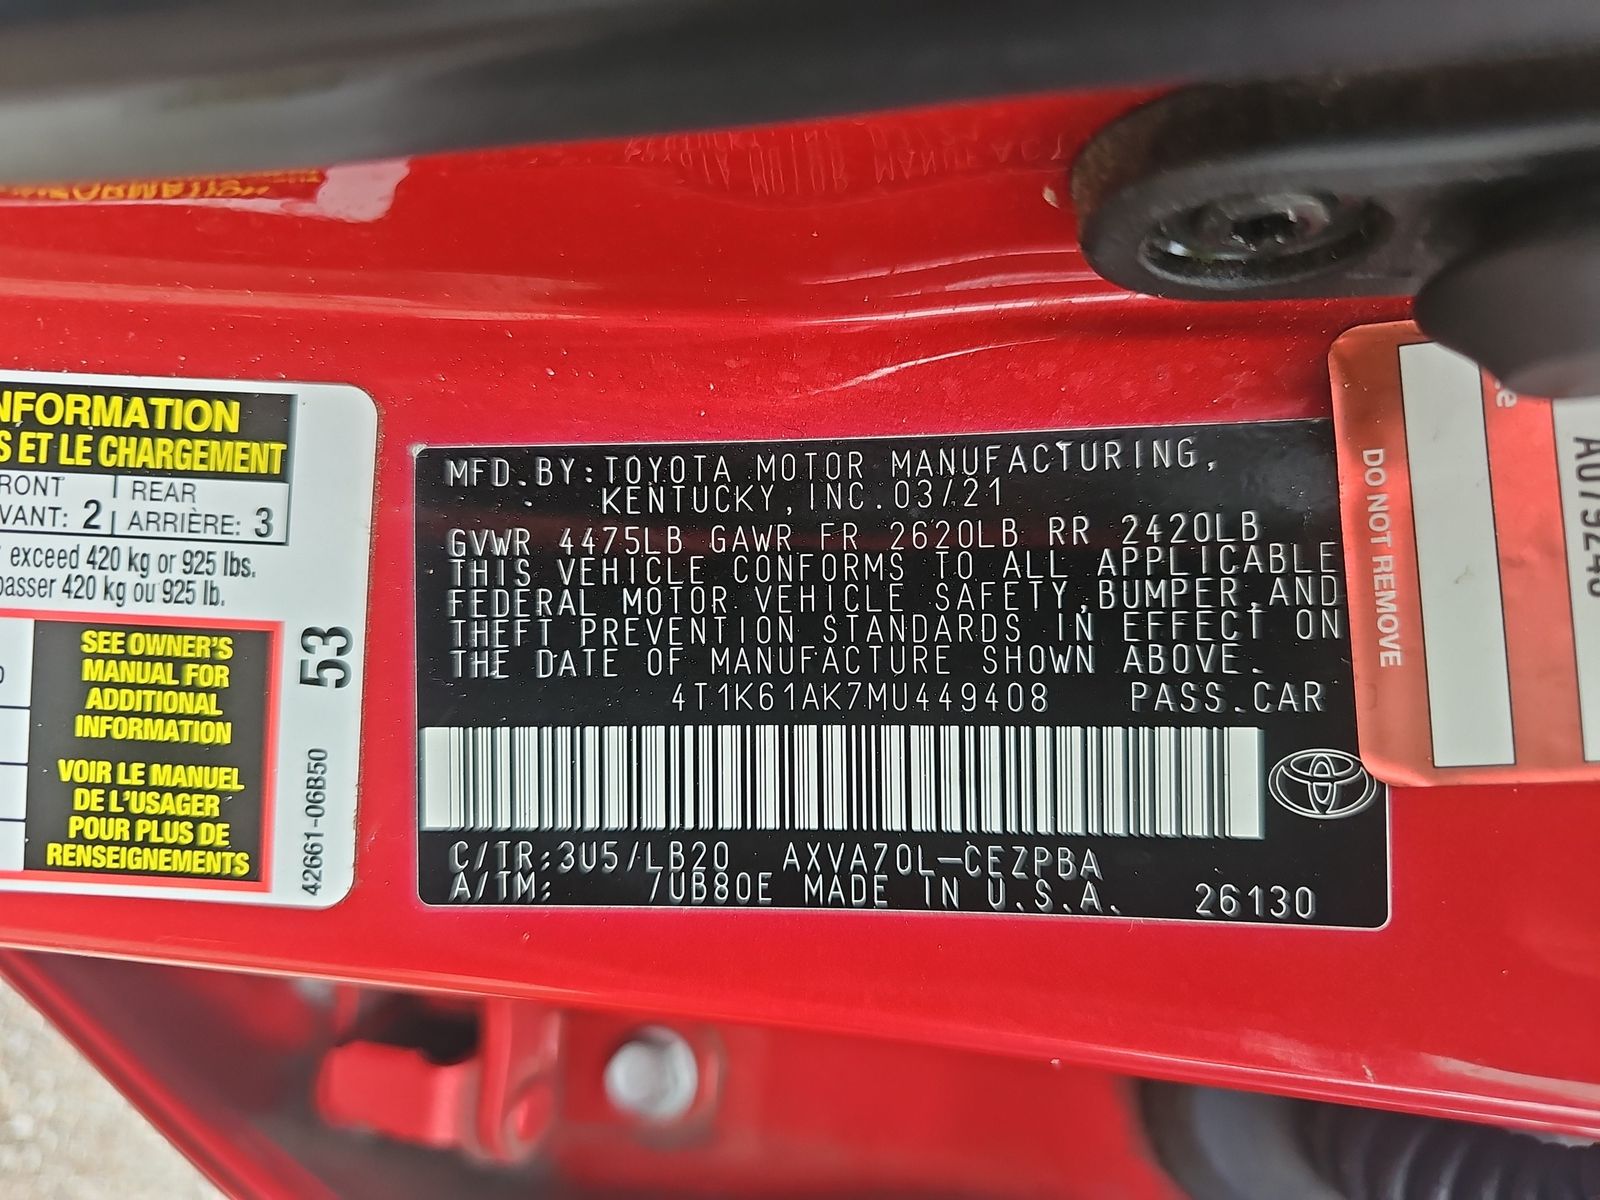 NFORMATION
S ET LE CHARGEMENT
RONT REAR
VANT: 2 ARRIÈRE: 3
exceed 420 kg or 925 lbs.
passer 420 kg ou 925 lb.
SEE OWNER'S
MANUAL FOR
ADDITIONAL
INFORMATION
VOIR LE MANUEL
DE L'USAGER
POUR PLUS DE
RENSEIGNEMENTS
53
42661-06B50
MFD. BY: TOYOTA MOTOR MANUFACTURING,
KENTUCKY, INC. 03/21
GVWR 4475LB GAWR FR 2620LB RR 2420LB
THIS VEHICLE CONFORMS TO ALL APPLICABLE
FEDERAL MOTOR VEHICLE SAFETY, BUMPER, AND
THEFT PREVENTION STANDARDS IN EFFECT ON
THE DATE OF MANUFACTURE SHOWN ABOVE.
4T1K61AK7MU449408 PASS. CAR
C/TR: 3U5/LB20 AXVA70L-CEZPBA
A/TM: /UB80E MADE IN U.S.A. 26130
DO NOT REMOVE
A079246